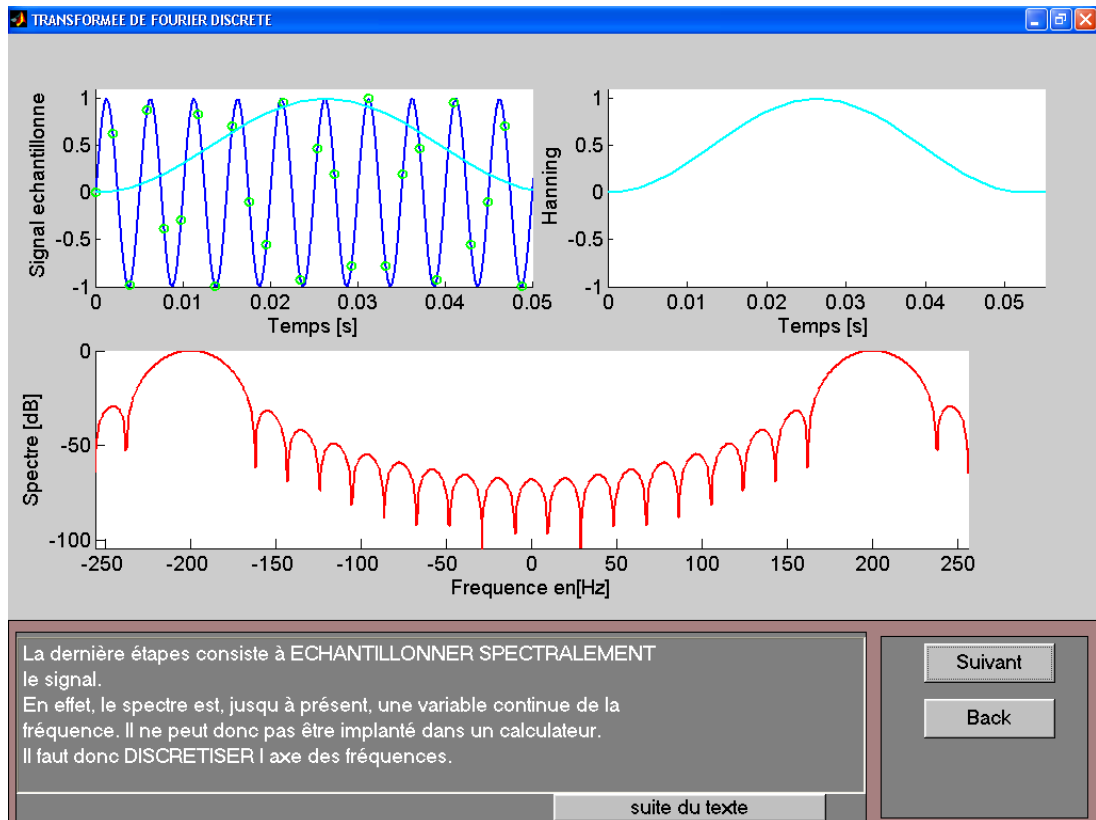 TRANSFORMEE DE FOURIER DISCRETE
Signal echantillonne
1
0.5
0
-0.5
-1
0 0.01 0.02 0.03 0.04 0.05
Temps [s]
Hanning
1
0.5
0
-0.5
-1
0 0.01 0.02 0.03 0.04 0.05
Temps [s]
Spectre [dB]
0
-50
-100
-250 -200 -150 -100 -50 0 50 100 150 200 250
Frequence en[Hz]
La dernière étapes consiste à ECHANTILLONNER SPECTRALEMENT
le signal.
En effet, le spectre est, jusqu à présent, une variable continue de la
fréquence. Il ne peut donc pas être implanté dans un calculateur.
Il faut donc DISCRETISER l axe des fréquences.
suite du texte
Suivant
Back